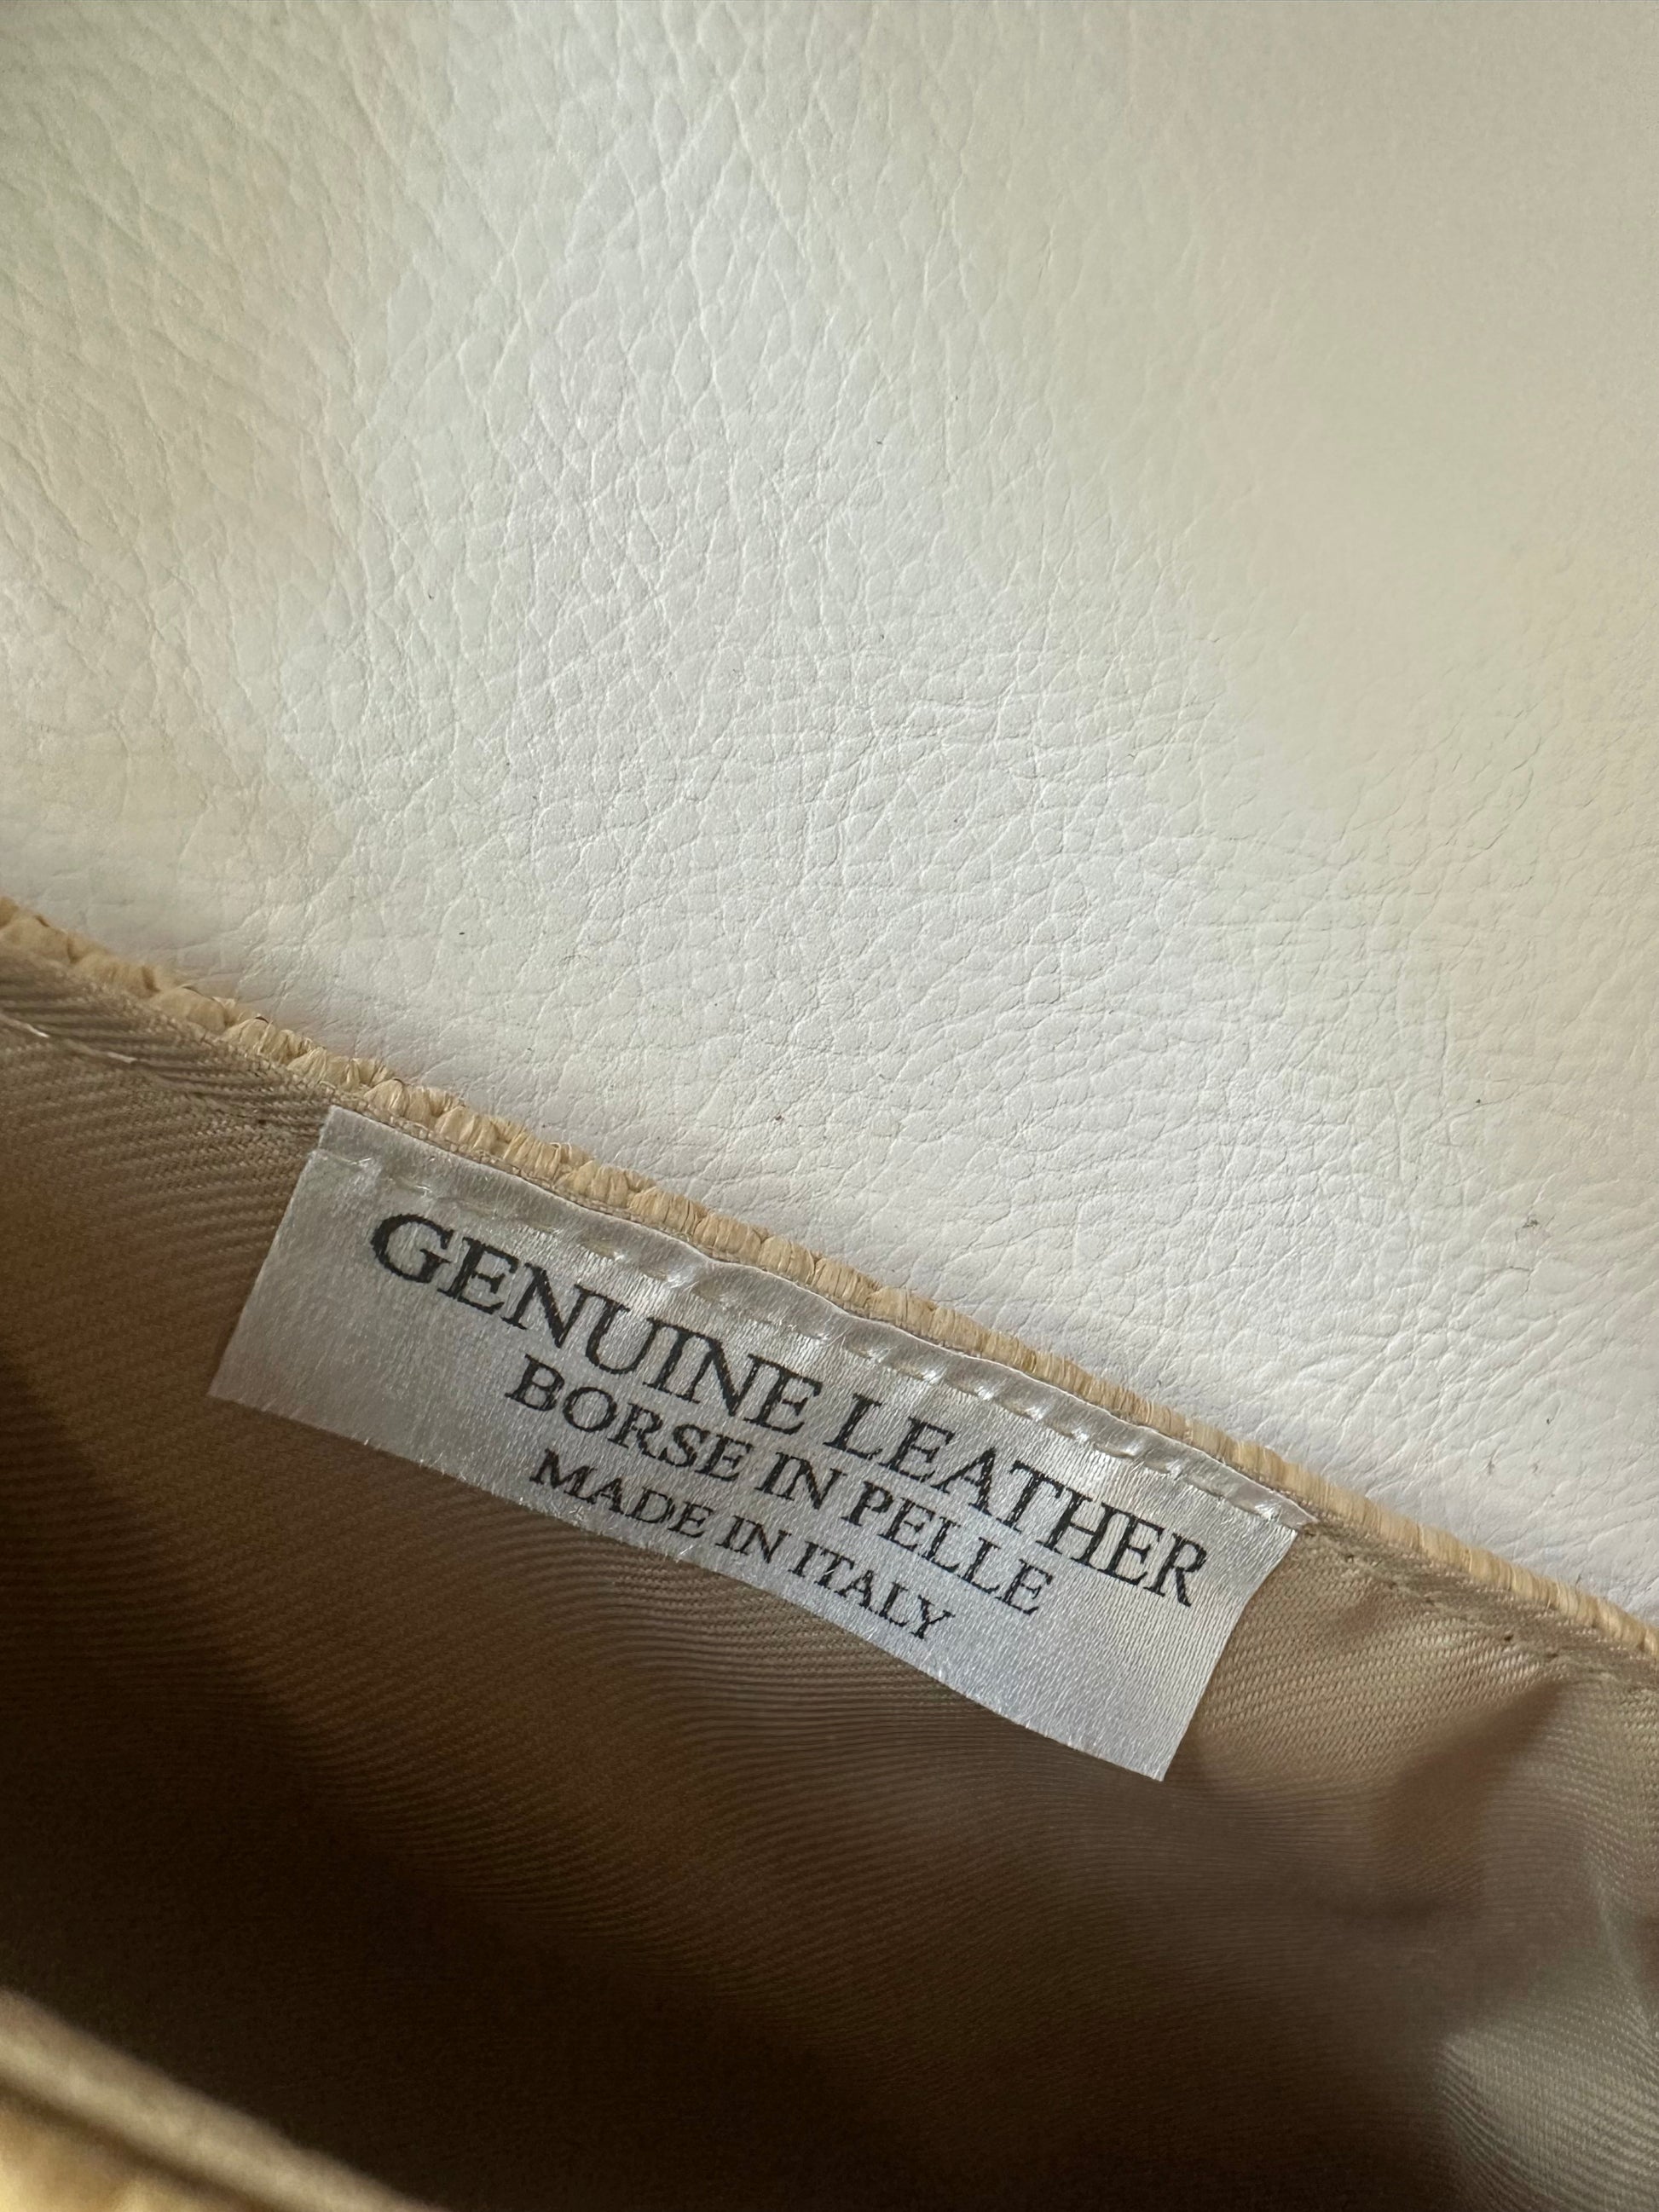 GENUINE LEATHER
BORSE IN PELLE
MADE IN ITALY